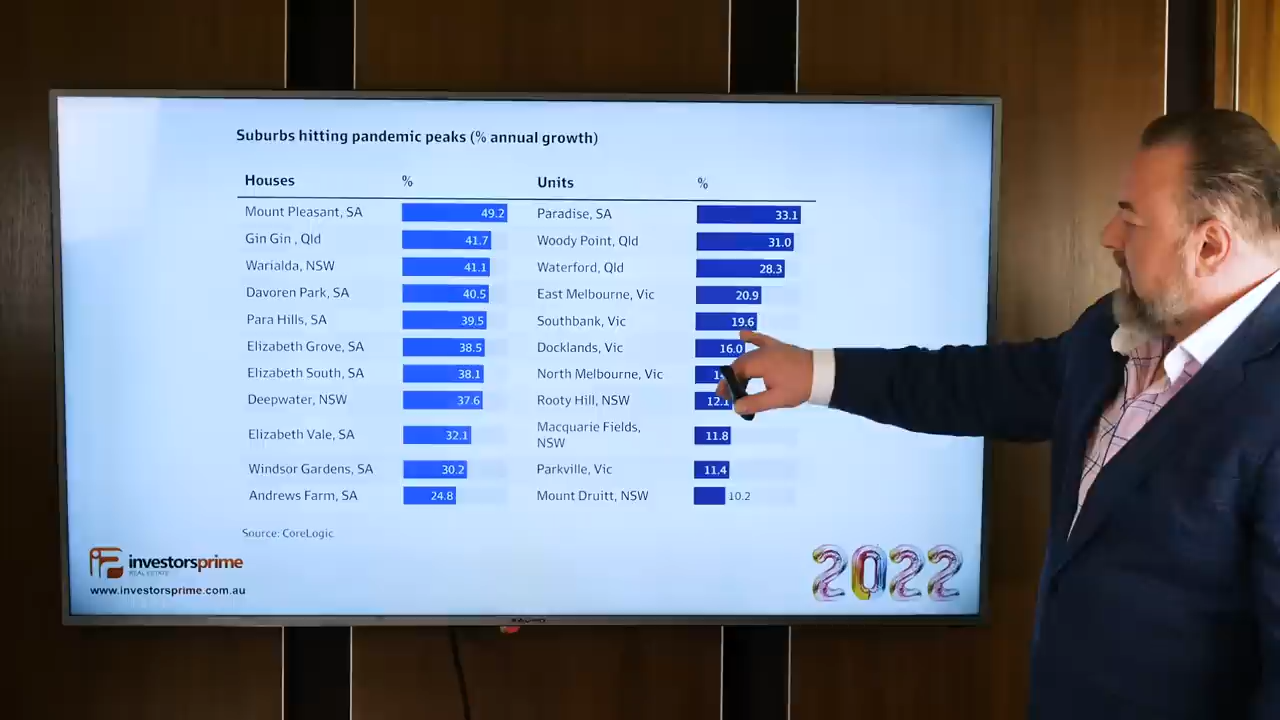 Suburbs hitting pandemic peaks (% annual growth)
Houses % Units %
Mount Pleasant, SA 49.2 Paradise, SA 33.1
Gin Gin , Qld 41.7 Woody Point, Qld 31.0
Warialda, NSW 41.1 Waterford, Qld 28.3
Davoren Park, SA 40.5 East Melbourne, Vic 20.9
Para Hills, SA 39.5 Southbank, Vic 19.6
Elizabeth Grove, SA 38.5 Docklands, Vic 16.0
Elizabeth South, SA 38.1 North Melbourne, Vic
Deepwater, NSW 37.6 Rooty Hill, NSW 12.1
Elizabeth Vale, SA 32.1 Macquarie Fields, NSW 11.8
Windsor Gardens, SA 30.2 Parkville, Vic 11.4
Andrews Farm, SA 24.8 Mount Druitt, NSW 10.2
Source: CoreLogic
investorsprime
REAL ESTATE
www.investorsprime.com.au
2022